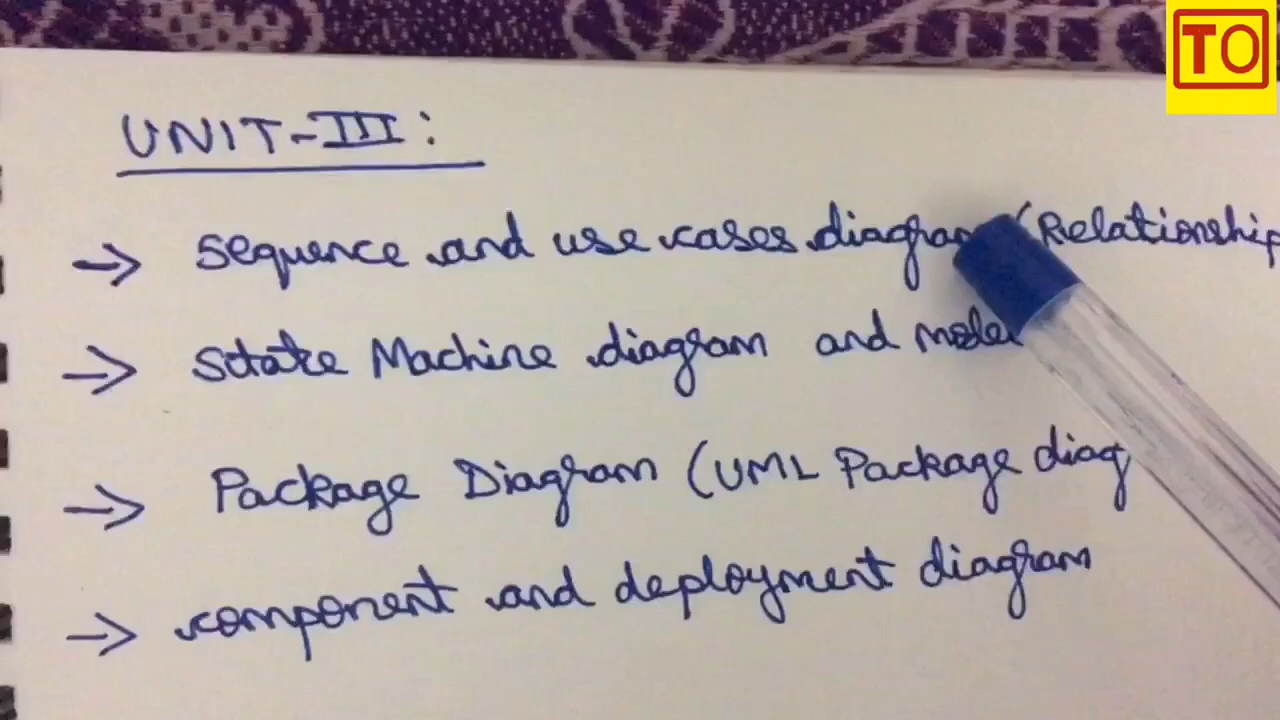 TO
UNIT-III:
→ Sequence and use cases diagram (Relationship
→ State Machine diagram and
→ Package Diagram (UML Package diag
→ component and deployment diagram